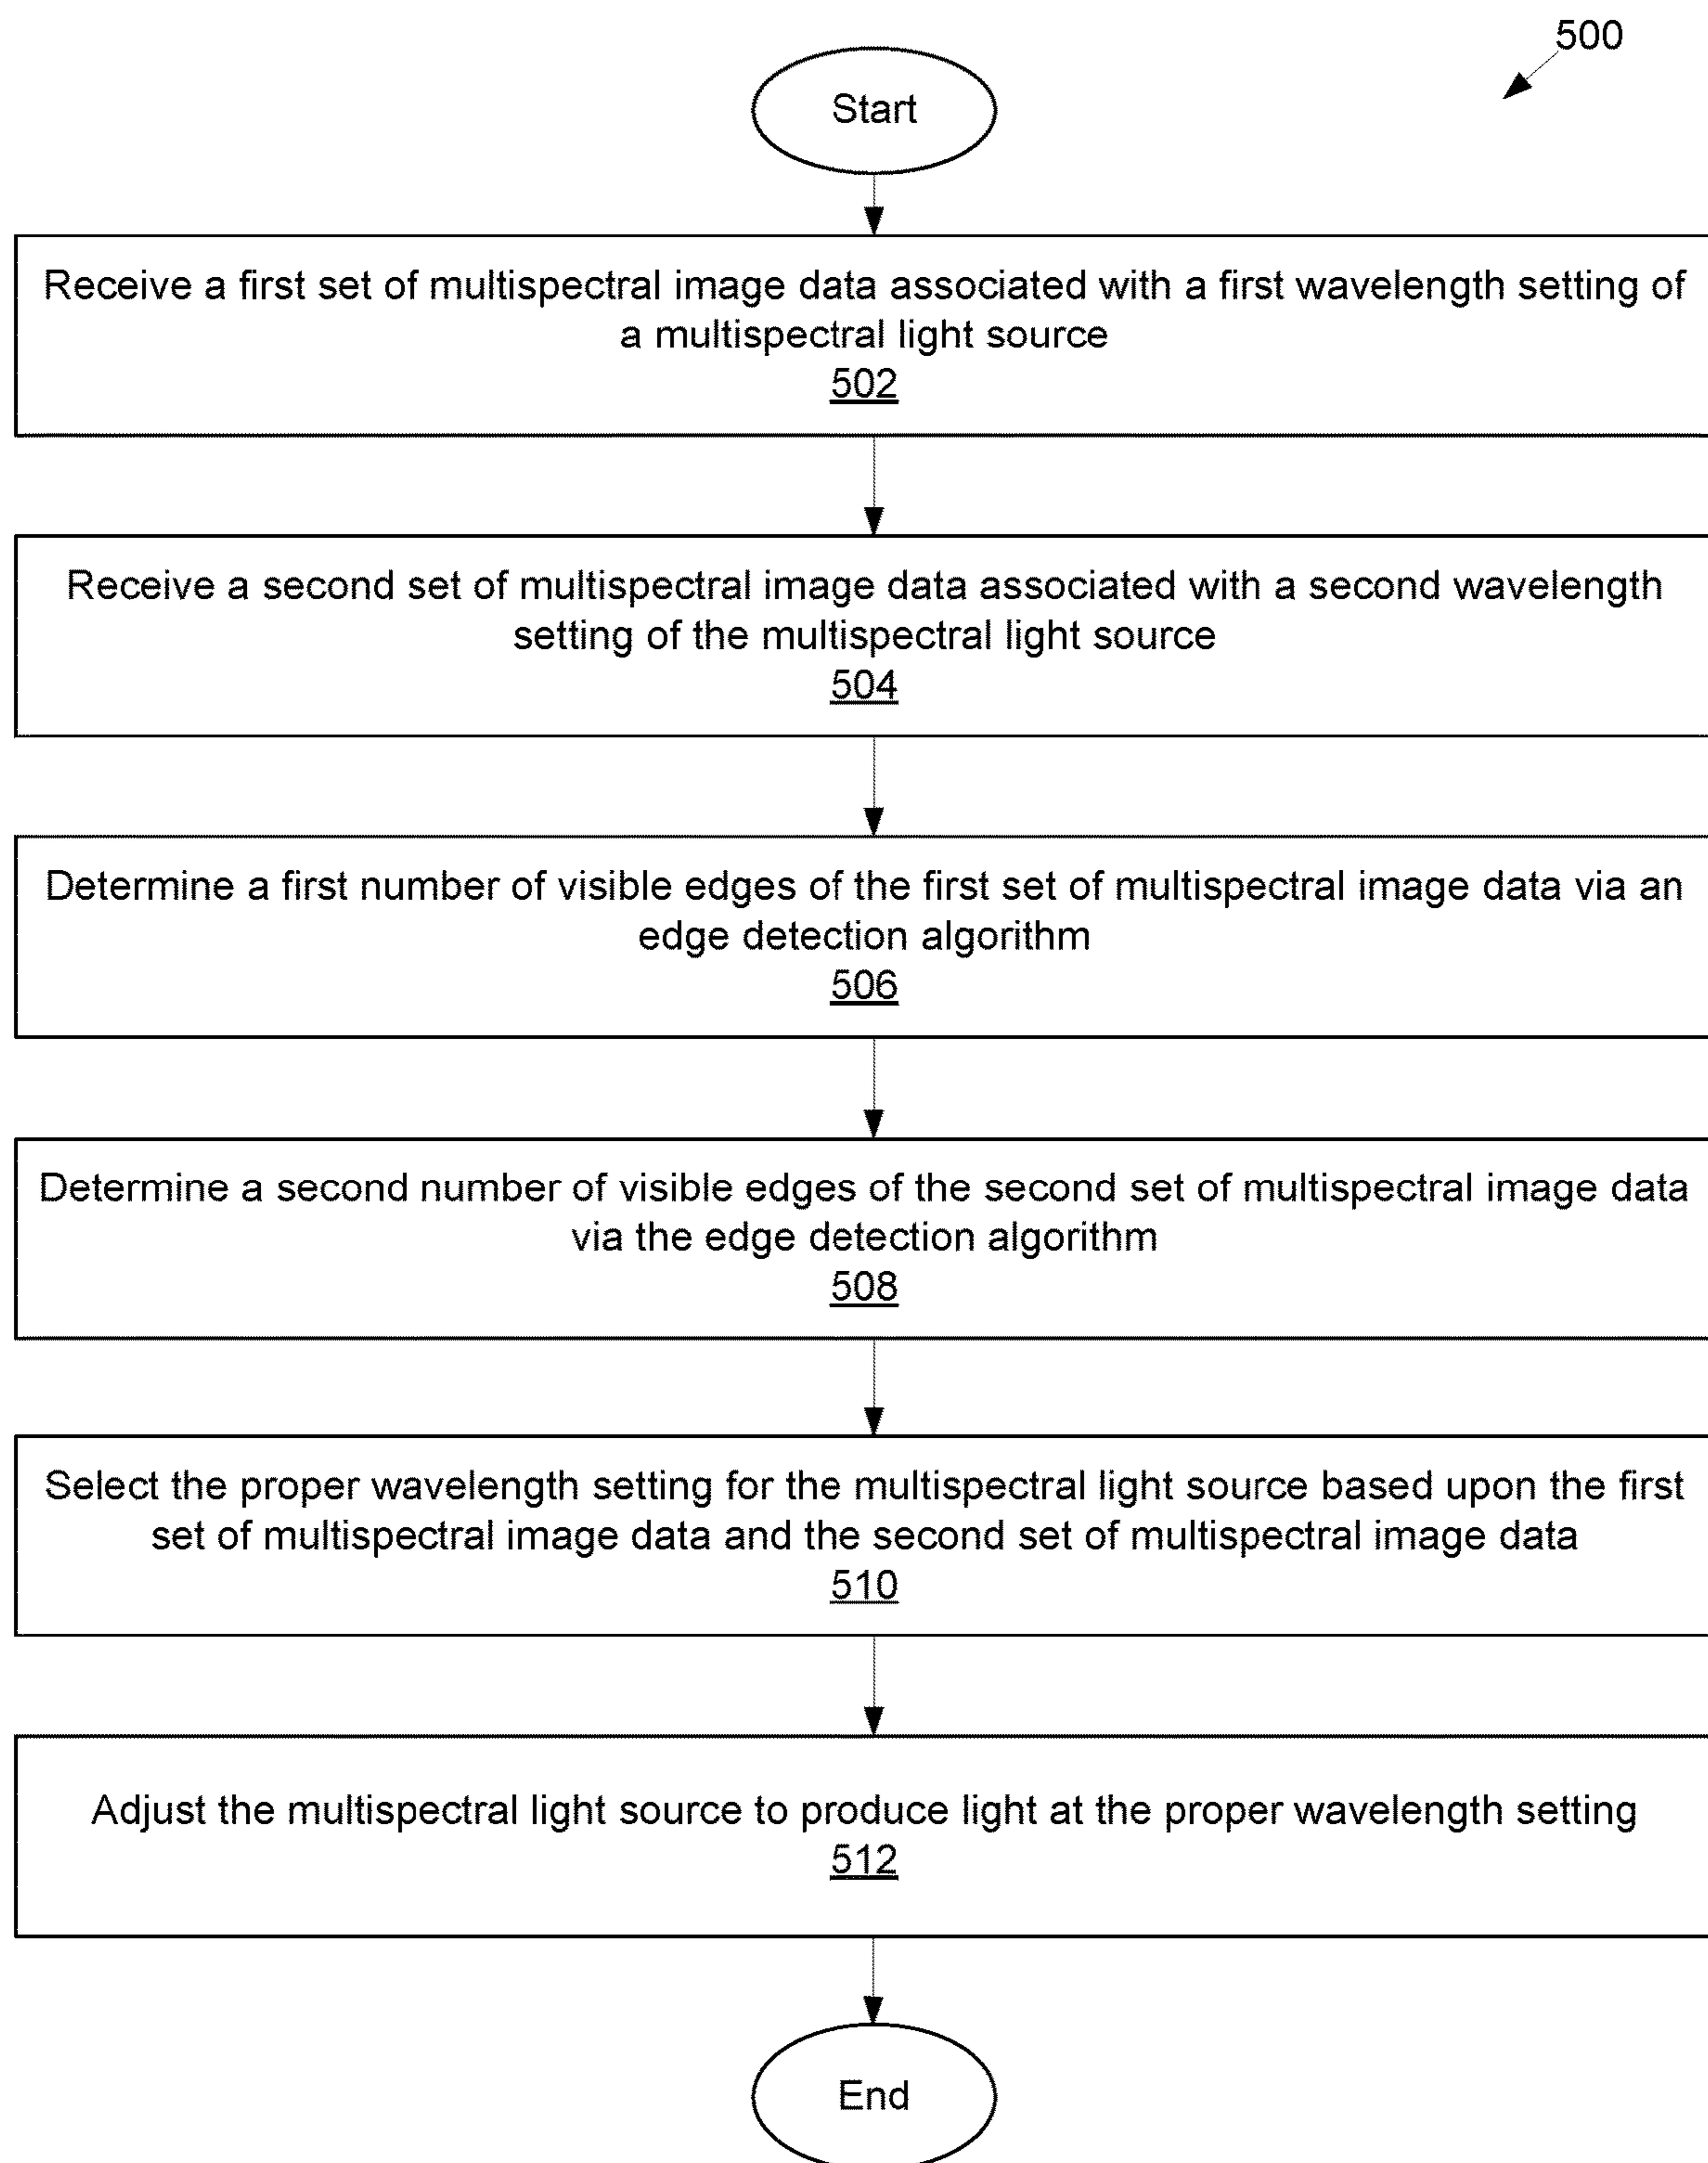 500
Start
Receive a first set of multispectral image data associated with a first wavelength setting of
a multispectral light source
502
Receive a second set of multispectral image data associated with a second wavelength
setting of the multispectral light source
504
Determine a first number of visible edges of the first set of multispectral image data via an
edge detection algorithm
506
Determine a second number of visible edges of the second set of multispectral image data
via the edge detection algorithm
508
Select the proper wavelength setting for the multispectral light source based upon the first
set of multispectral image data and the second set of multispectral image data
510
Adjust the multispectral light source to produce light at the proper wavelength setting
512
End